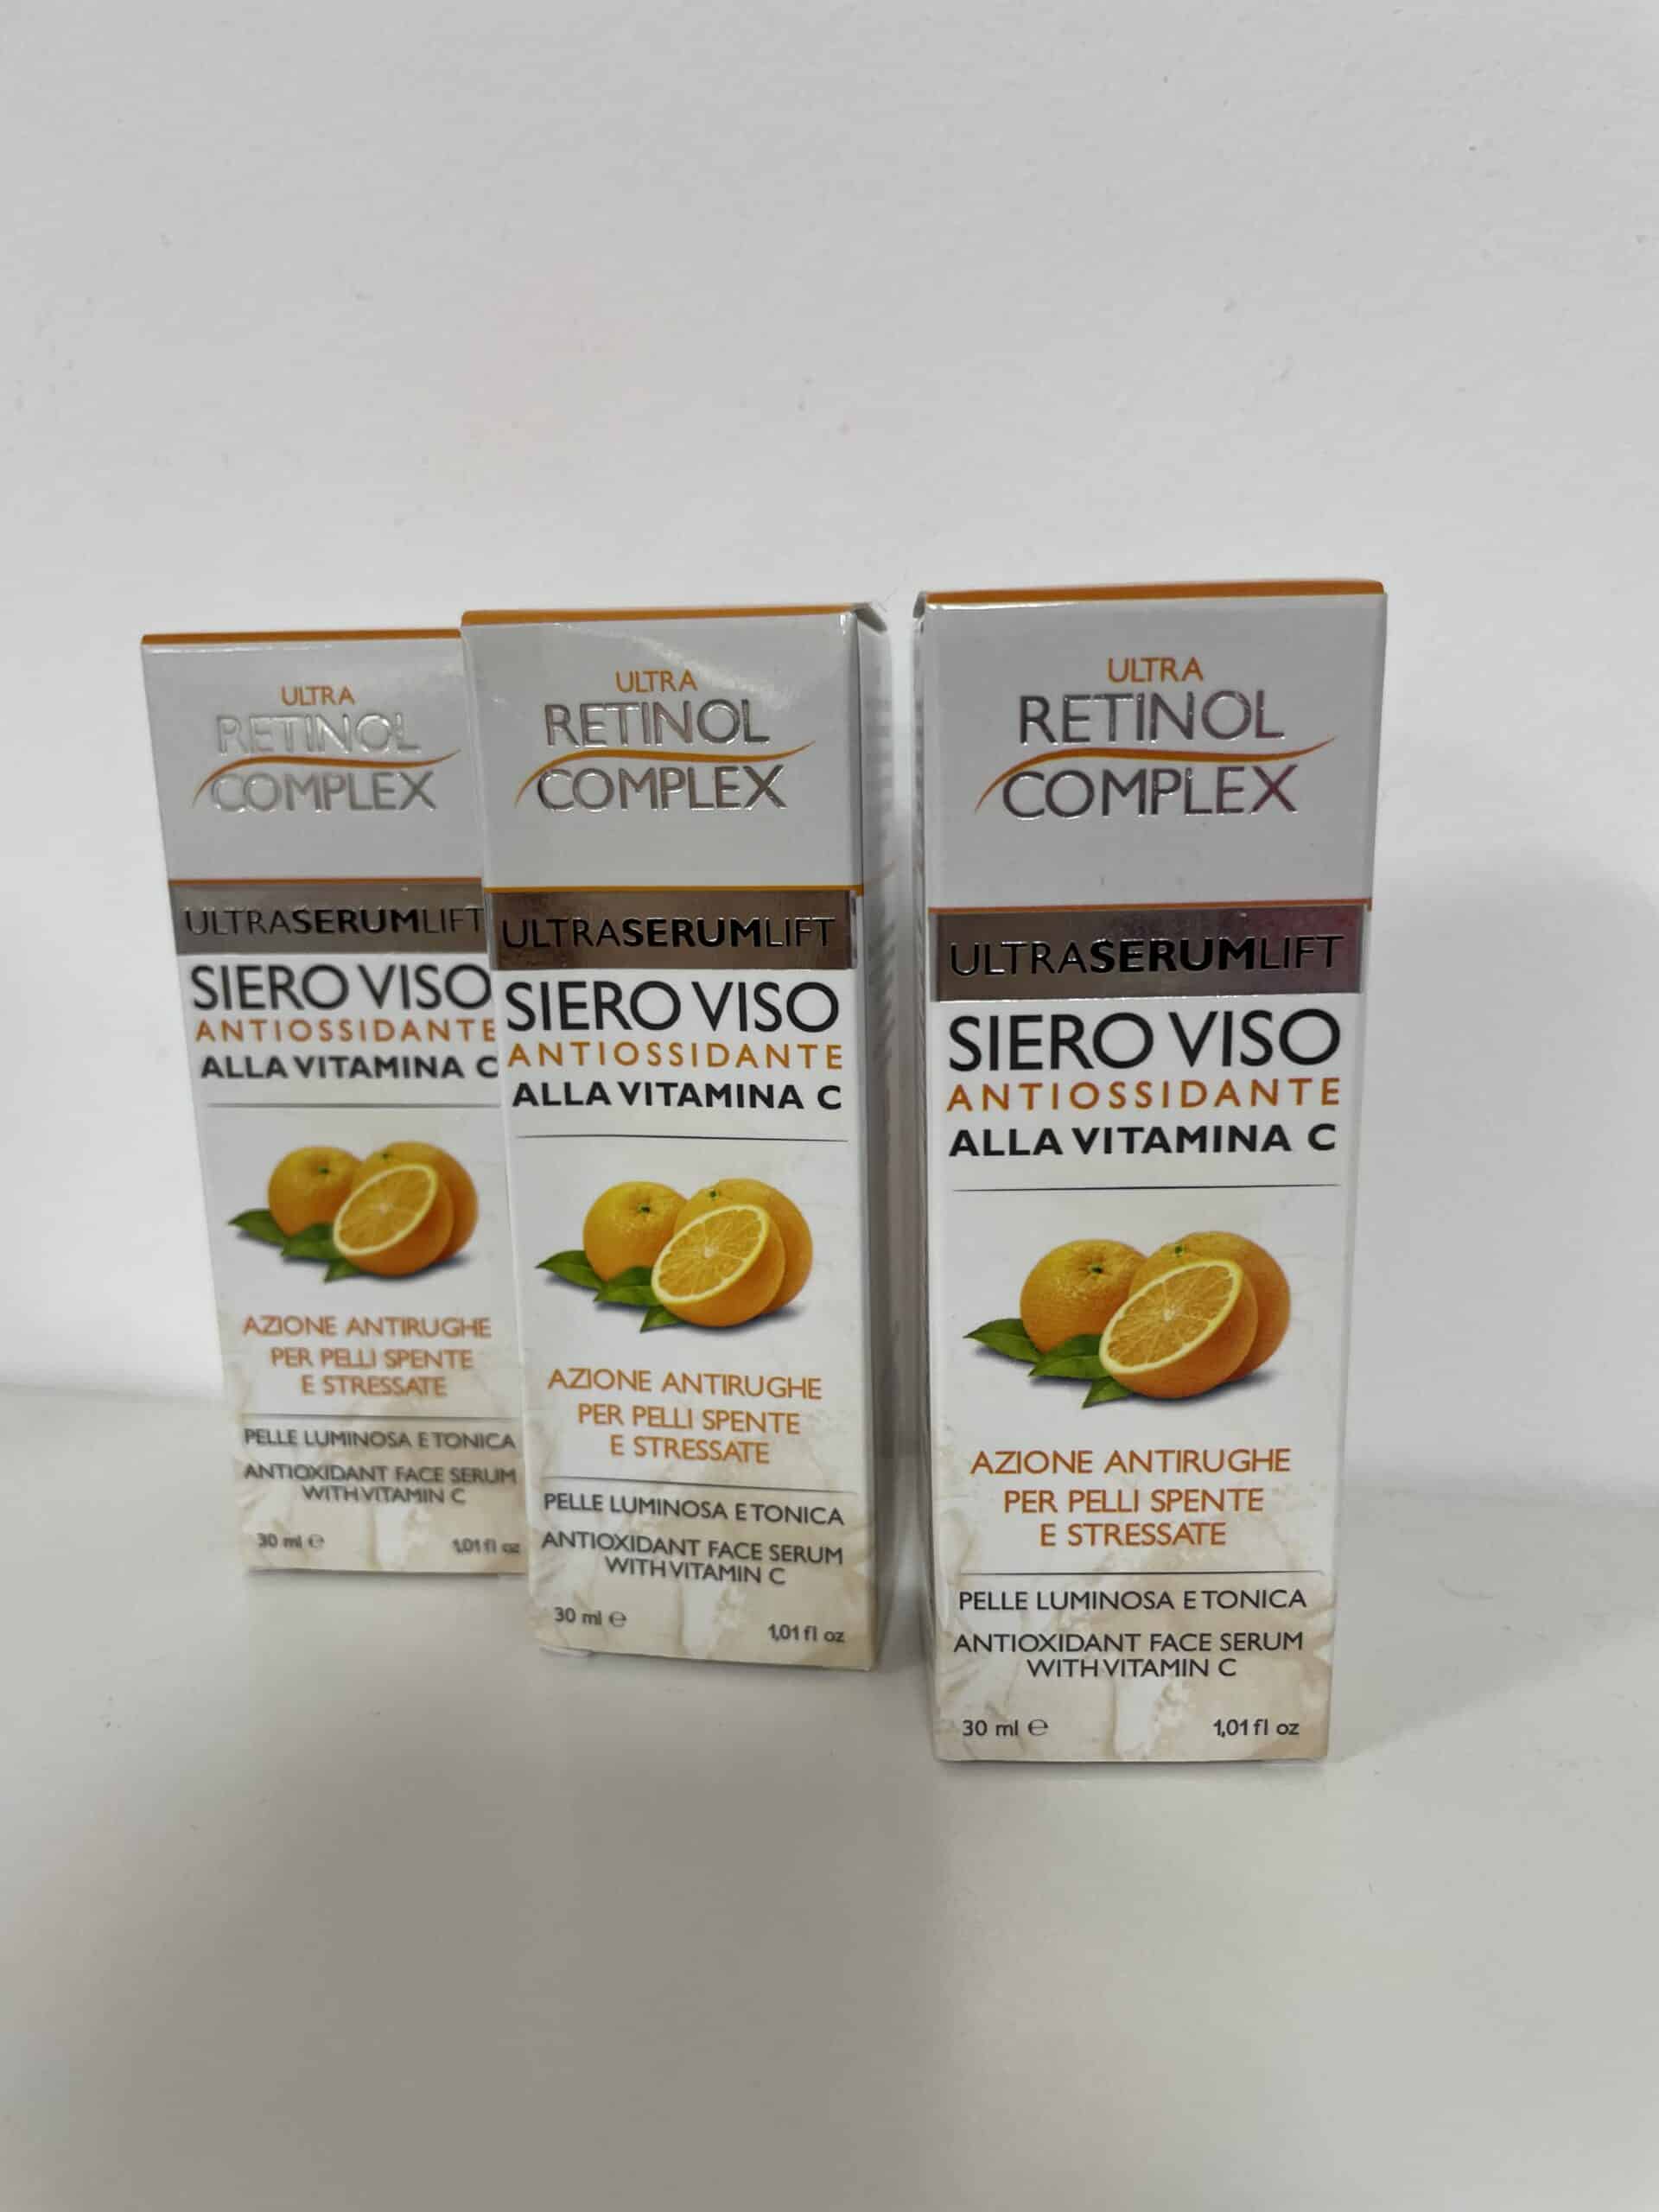 ULTRA
RETINOL
COMPLEX
ULTRASERUMLIFT
SIERO VISO
ANTIOSSIDANTE
ALLA VITAMINA C
AZIONE ANTIRUGHE
PER PELLI SPENTE
E STRESSATE
PELLE LUMINOSA E TONICA
ANTIOXIDANT FACE SERUM
WITH VITAMIN C
30 ml ℮
1,01 fl oz
ULTRA
RETINOL
COMPLEX
ULTRASERUMLIFT
SIERO VISO
ANTIOSSIDANTE
ALLA VITAMINA C
AZIONE ANTIRUGHE
PER PELLI SPENTE
E STRESSATE
PELLE LUMINOSA E TONICA
ANTIOXIDANT FACE SERUM
WITH VITAMIN C
30 ml ℮
1,01 fl oz
ULTRA
RETINOL
COMPLEX
ULTRASERUMLIFT
SIERO VISO
ANTIOSSIDANTE
ALLA VITAMINA C
AZIONE ANTIRUGHE
PER PELLI SPENTE
E STRESSATE
PELLE LUMINOSA E TONICA
ANTIOXIDANT FACE SERUM
WITH VITAMIN C
30 ml ℮
1,01 fl oz